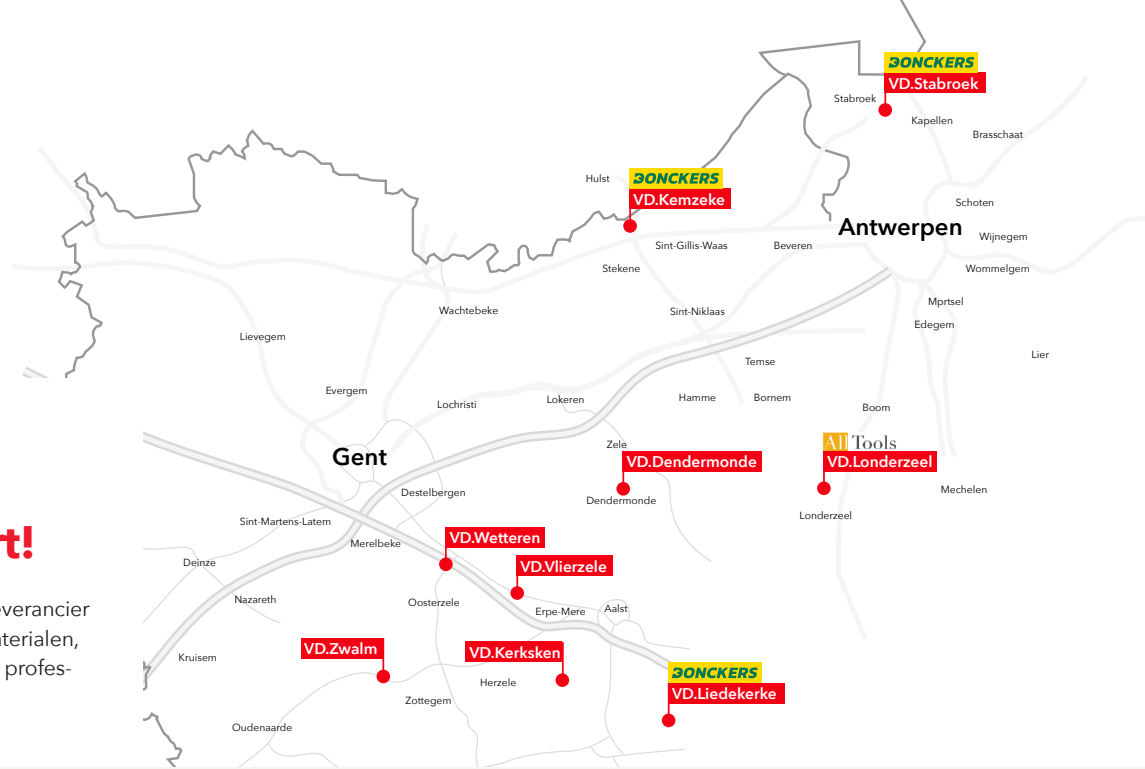 DONCKERS
VD.Stabroek
Stabroek
Kapellen
Brasschaat
DONCKERS
Hulst
VD.Kemzeke
Schoten
Antwerpen
Wijnegem
Sint-Gillis-Waas
Beveren
Stekene
Wommelgem
Mprtsel
Wachtebeke
Sint-Niklaas
Edegem
Lievegem
Lier
Temse
Evergem
Lochristi
Lokeren
Hamme
Bornem
Boom
Zele
All Tools
Gent
VD.Dendermonde
VD.Londerzeel
Destelbergen
Dendermonde
Mechelen
Londerzeel
Sint-Martens-Latem
rt!
Merelbeke
VD.Wetteren
Deinze
VD.Vlierzele
Nazareth
Oosterzele
Erpe-Mere
Aalst
everancier
aterialen,
profes-
VD.Zwalm
VD.Kerksken
Kruisem
Herzele
DONCKERS
VD.Liedekerke
Zottegem
Oudenaarde